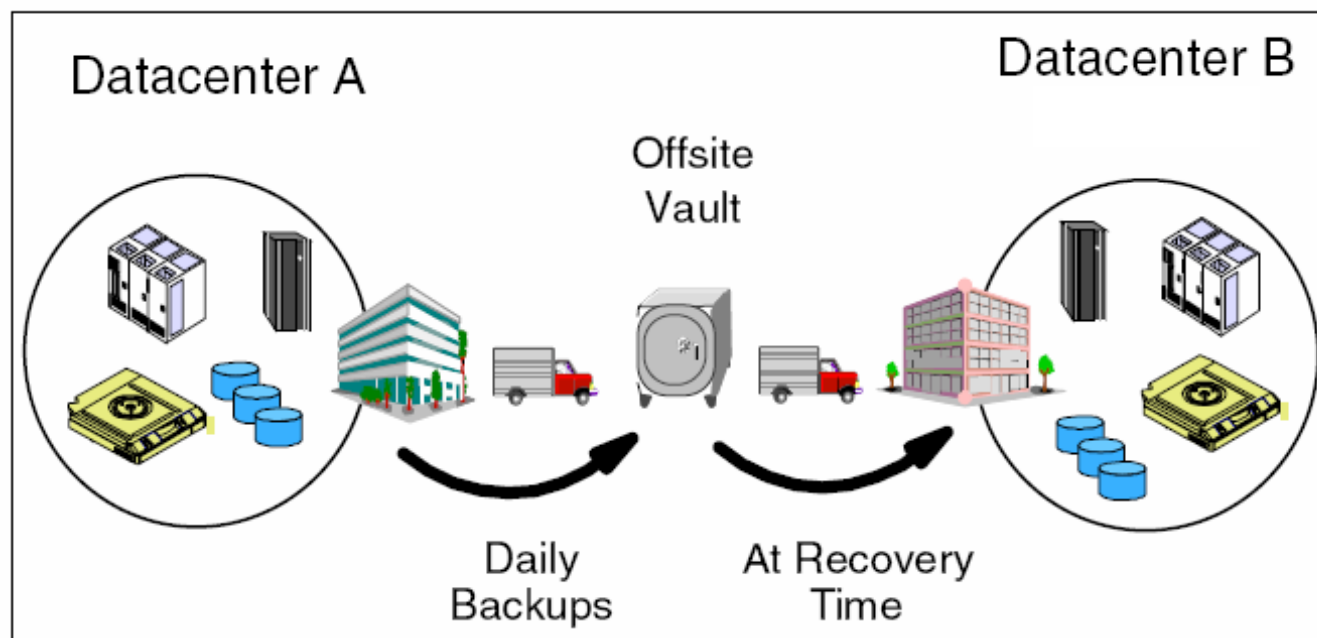 Datacenter A
Datacenter B
Offsite
Vault
Daily
Backups
At Recovery
Time